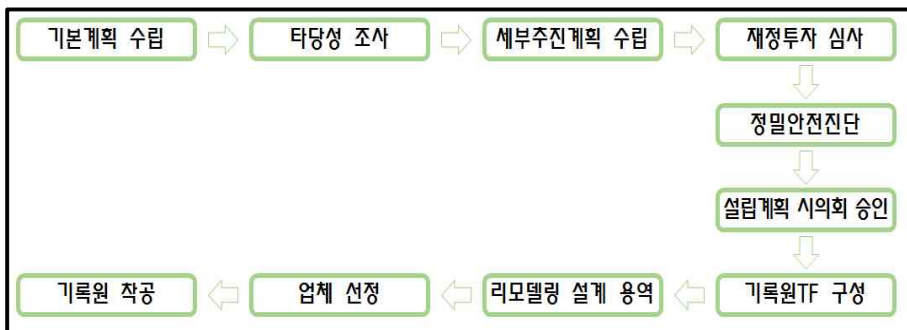 기본계획 수립
타당성 조사
세부추진계획 수립
재정투자 심사
정밀안전진단
설립계획 시의회 승인
기록원TF 구성
리모델링 설계 용역
업체 선정
기록원 착공